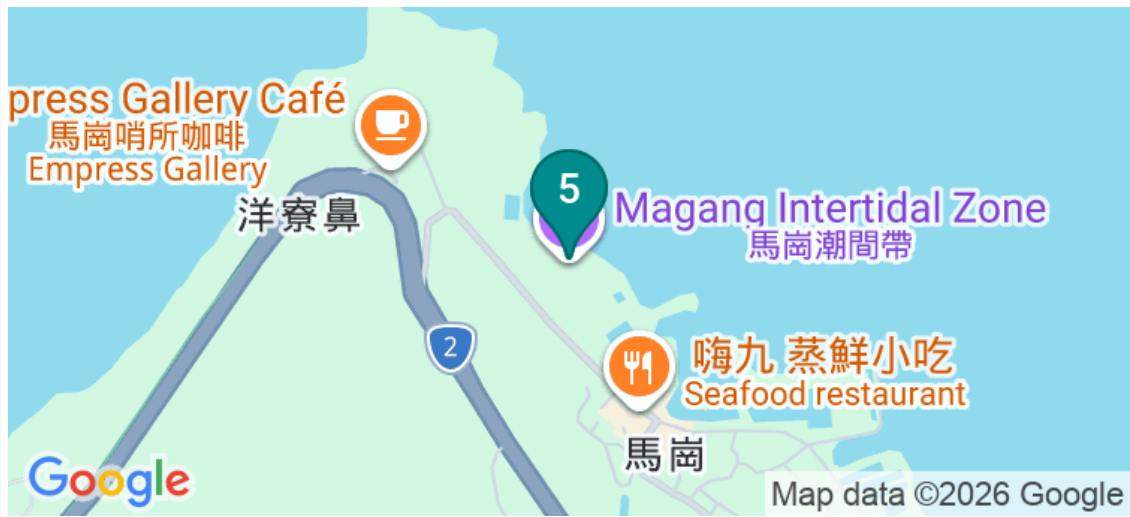 press Gallery Café
馬崗哨所咖啡
Empress Gallery
洋寮鼻
5
Magang Intertidal Zone
馬崗潮間帶
2
嗨九 蒸鮮小吃
Seafood restaurant
馬崗
Google
Map data ©2026 Google